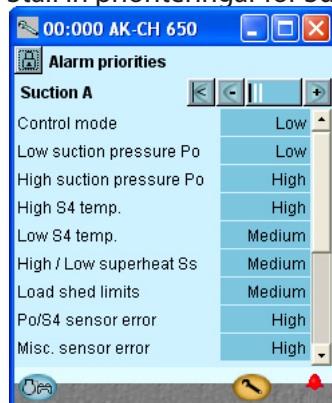 00:000 AK-CH 650
Alarm priorities
Suction A
Control mode Low
Low suction pressure Po Low
High suction pressure Po High
High S4 temp. High
Low S4 temp. Medium
High / Low superheat Ss Medium
Load shed limits Medium
Po/S4 sensor error High
Misc. sensor error High